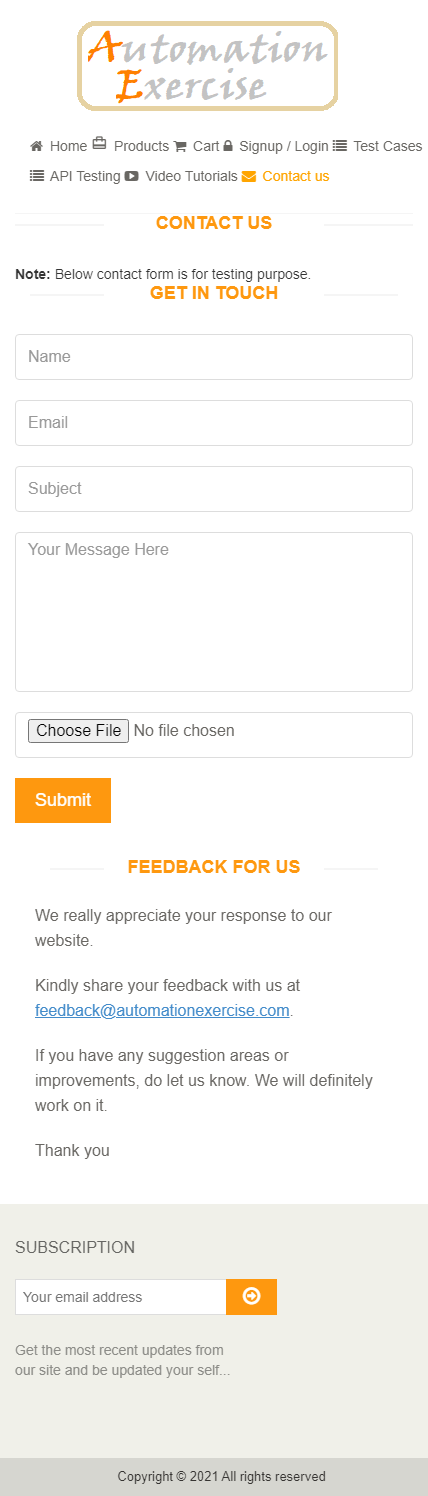 Automation
Exercise
Home Products Cart Signup / Login Test Cases
API Testing Video Tutorials Contact us
CONTACT US
Note: Below contact form is for testing purpose.
GET IN TOUCH
Name
Email
Subject
Your Message Here
Choose File No file chosen
Submit
FEEDBACK FOR US
We really appreciate your response to our
website.
Kindly share your feedback with us at
feedback@automationexercise.com.
If you have any suggestion areas or
improvements, do let us know. We will definitely
work on it.
Thank you
SUBSCRIPTION
Your email address
Get the most recent updates from
our site and be updated your self...
Copyright © 2021 All rights reserved